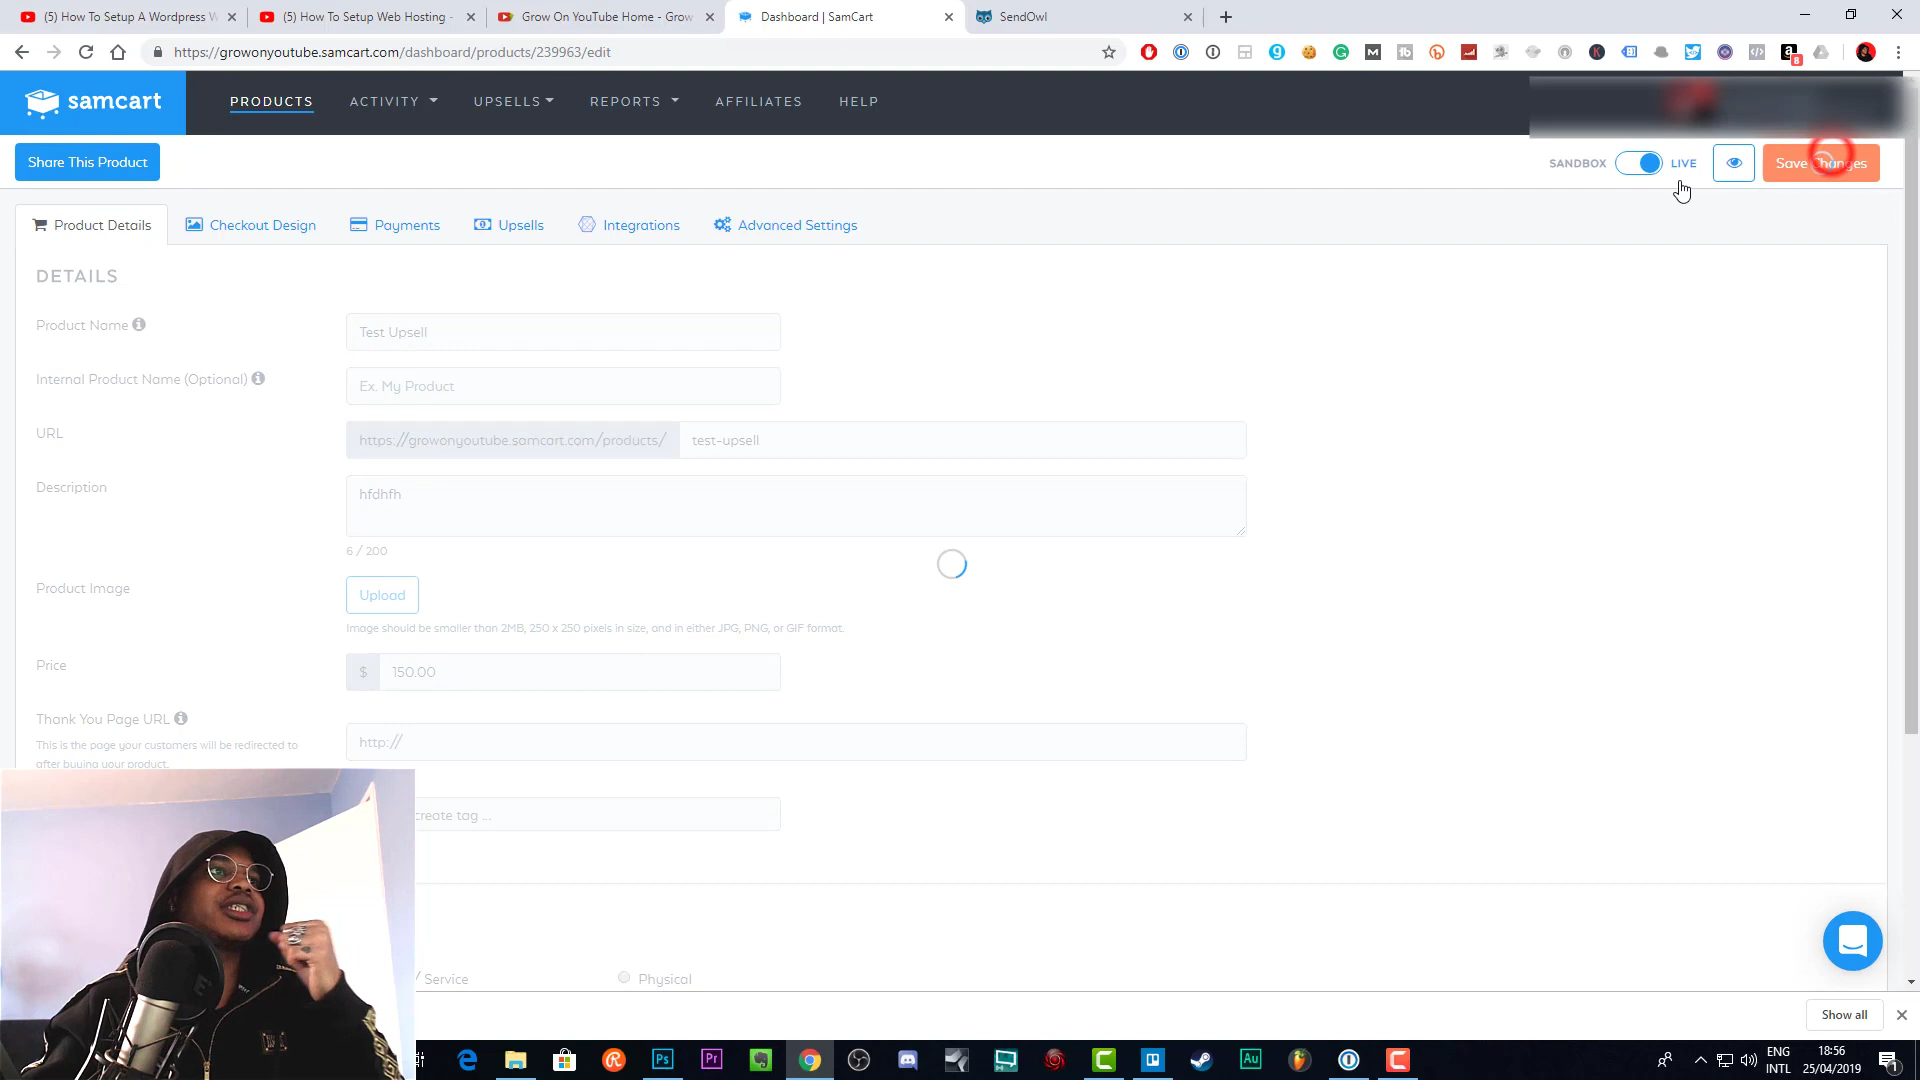 (5) How To Setup A Wordpress W
(5) How To Setup Web Hosting -
Grow On YouTube Home - Grow
Dashboard | SamCart
SendOwl
https://growonyoutube.samcart.com/dashboard/products/239963/edit
8
samcart
PRODUCTS
ACTIVITY
UPSELLS
REPORTS
AFFILIATES
HELP
Share This Product
SANDBOX
LIVE
Save Changes
Product Details
Checkout Design
Payments
Upsells
Integrations
Advanced Settings
DETAILS
Product Name
Test Upsell
Internal Product Name (Optional)
Ex. My Product
URL
https://growonyoutube.samcart.com/products/
test-upsell
Description
hfdhfh
6 / 200
Product Image
Upload
Image should be smaller than 2MB, 250 x 250 pixels in size, and in either JPG, PNG, or GIF format.
Price
$
150.00
Thank You Page URL
This is the page your customers will be redirected to
after buying your product.
http://
create tag ...
/ Service
Physical
Show all
Ps
Pr
Au
ENG
INTL
18:56
25/04/2019
1